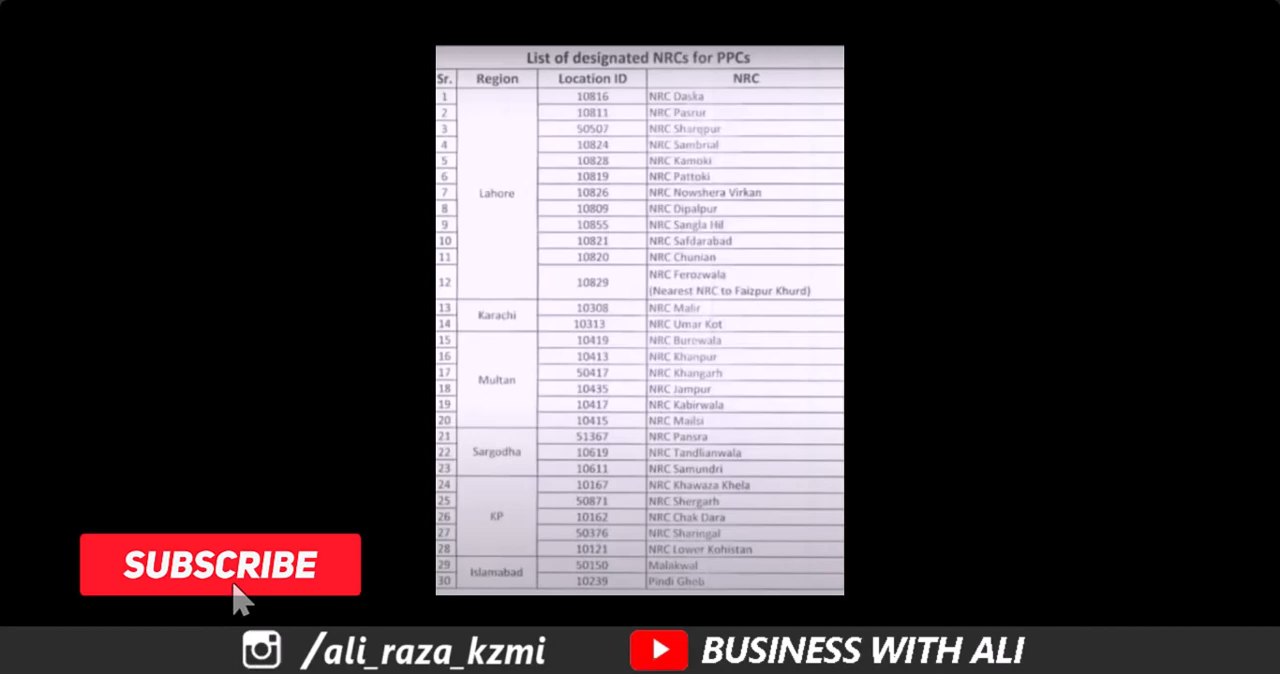 List of designated NRCs for PPCs
Sr. Region Location ID NRC
1 Lahore 10816 NRC Daska
2 10811 NRC Pasrur
3 50507 NRC Sharqpur
4 10824 NRC Sambrial
5 10828 NRC Kamoki
6 10819 NRC Pattoki
7 10826 NRC Nowshera Virkan
8 10809 NRC Dipalpur
9 10855 NRC Sangla Hil
10 10821 NRC Safdarabad
11 10820 NRC Chunian
12 10829 NRC Ferozwala
(Nearest NRC to Faizpur Khurd)
13 Karachi 10308 NRC Malir
14 10313 NRC Umar Kot
15 Multan 10419 NRC Burewala
16 10413 NRC Khanpur
17 50417 NRC Khangarh
18 10435 NRC Jampur
19 10417 NRC Kabirwala
20 10415 NRC Mailsi
21 Sargodha 51367 NRC Pansra
22 10619 NRC Tandlianwala
23 10611 NRC Samundri
24 KP 10167 NRC Khawaza Khela
25 50871 NRC Shergarh
26 10162 NRC Chak Dara
27 50376 NRC Sharingal
28 10121 NRC Lower Kohistan
29 Islamabad 50150 Malakwal
30 10239 Pindi Gheb
SUBSCRIBE
/ali_raza_kzmi
BUSINESS WITH ALI